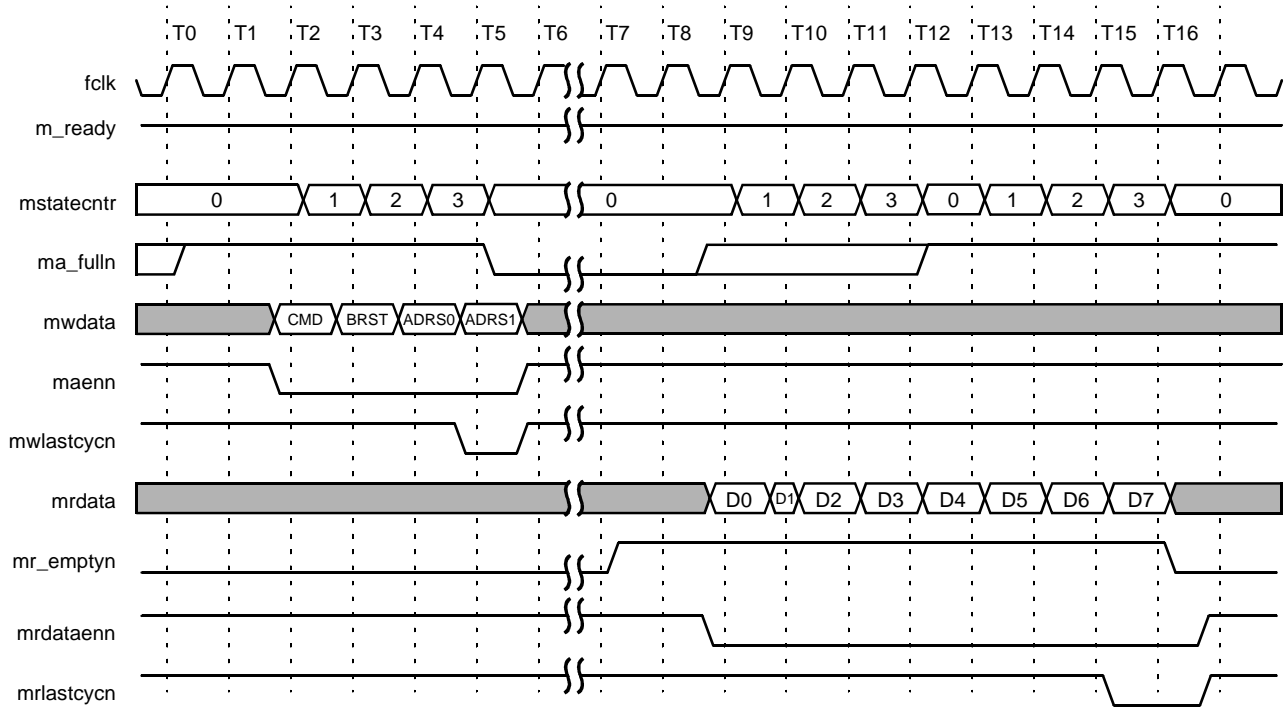 T0 T1 T2 T3 T4 T5 T6 T7 T8 T9 T10 T11 T12 T13 T14 T15 T16
fclk
m_ready
mstatecntr 0 1 2 3 0 1 2 3 0 1 2 3 0
ma_fulln
mwdata CMD BRST ADRS0 ADRS1
maenn
mwlastcycn
mrdata D0 D1 D2 D3 D4 D5 D6 D7
mr_emptyn
mrdataenn
mrlastcycn